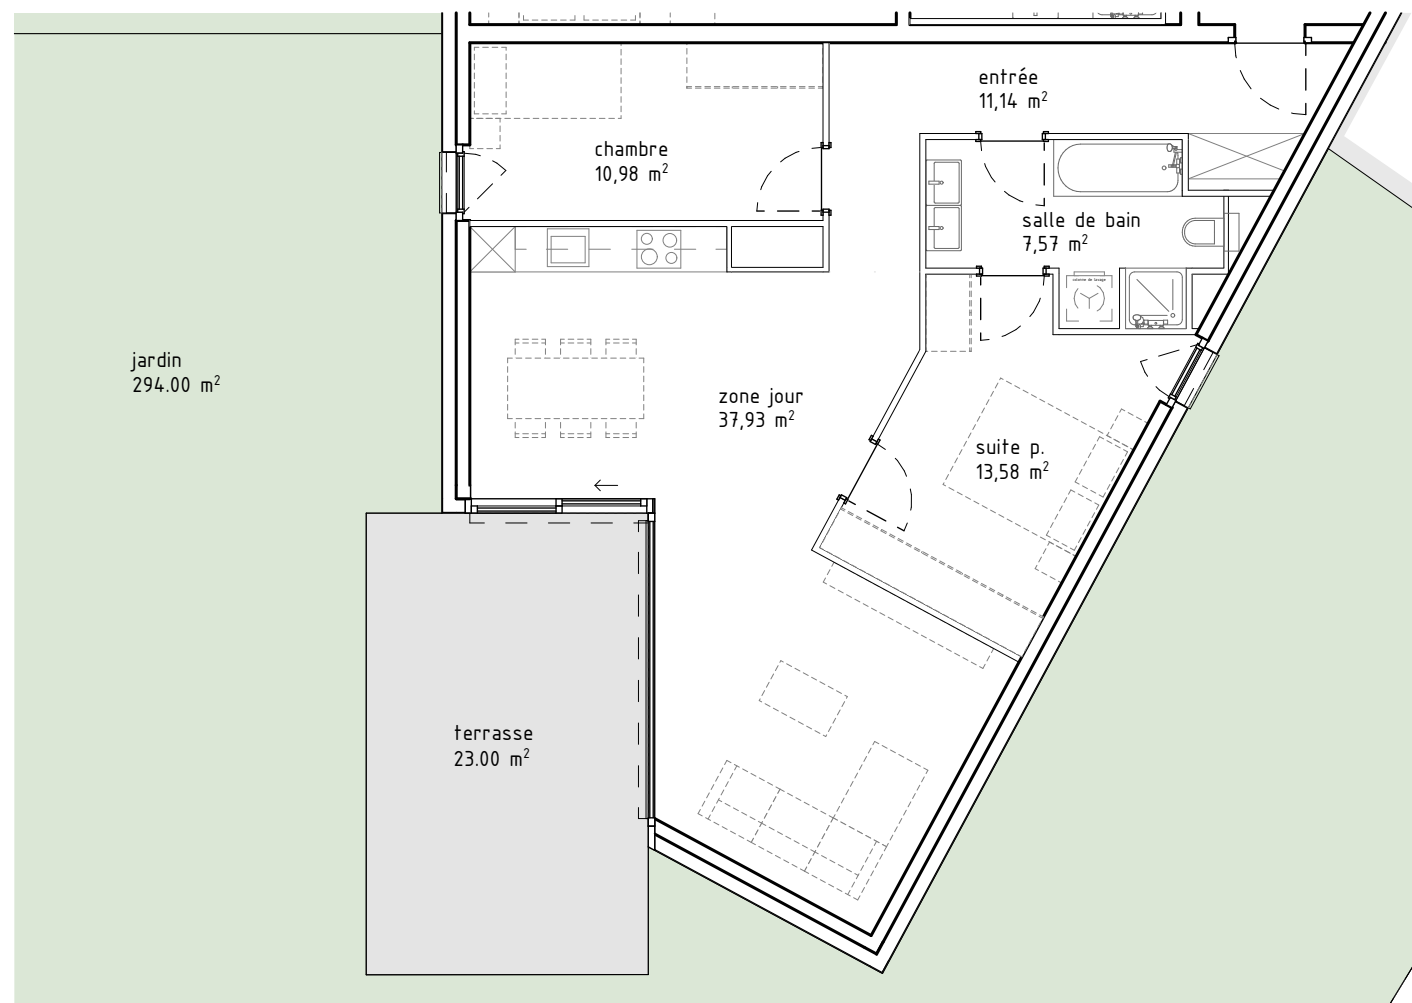 entrée
11,14 m²
chambre
10,98 m²
salle de bain
7,57 m²
jardin
294.00 m²
zone jour
37,93 m²
suite p.
13,58 m²
terrasse
23.00 m²